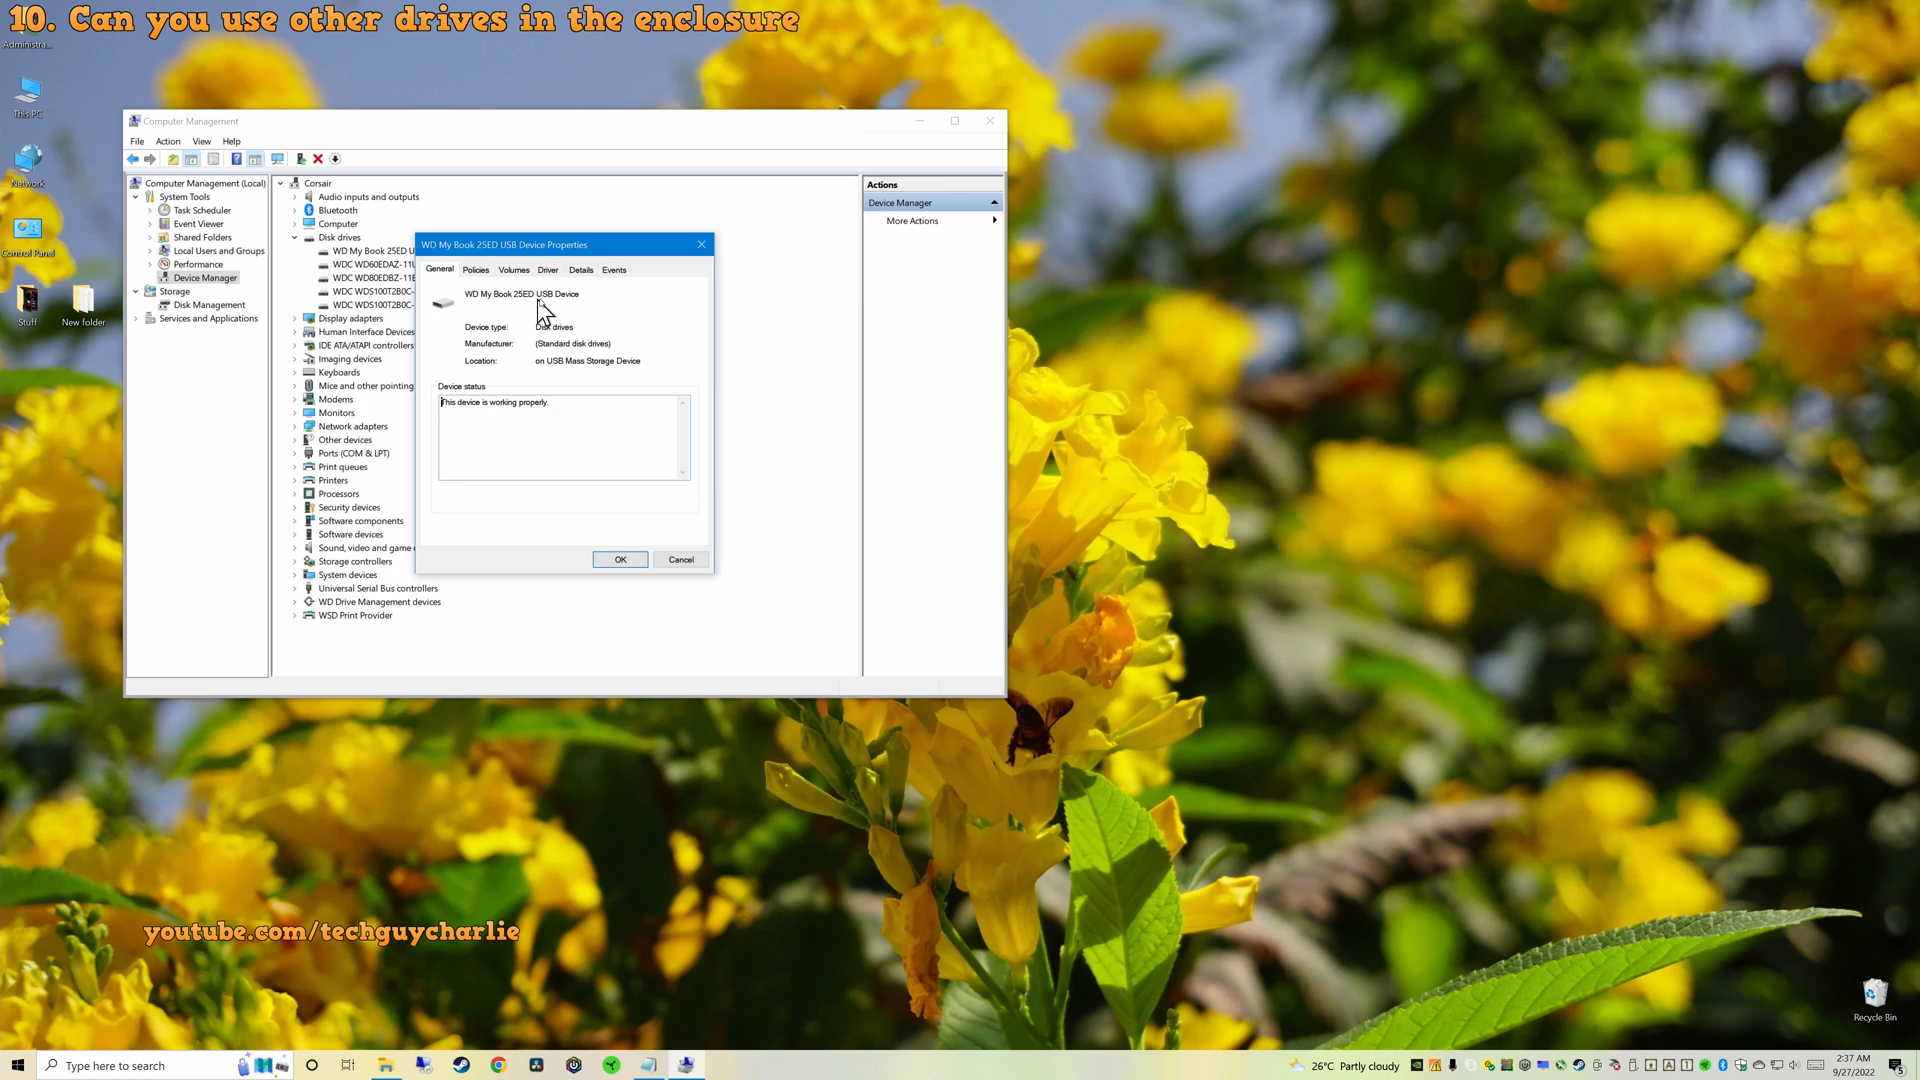 10. Can you use other drives in the enclosure
Administra...
This PC
Network
Control Panel
Stuff
New folder
Computer Management
File
Action
View
Help
Computer Management (Local)
System Tools
Task Scheduler
Event Viewer
Shared Folders
Local Users and Groups
Performance
Device Manager
Storage
Disk Management
Services and Applications
Corsair
Audio inputs and outputs
Bluetooth
Computer
Disk drives
WD My Book 25ED U
WDC WD60EDAZ-11U
WDC WD80EDBZ-11B
WDC WDS100T2B0C-
WDC WDS100T2B0C-
Display adapters
Human Interface Devices
IDE ATA/ATAPI controllers
Imaging devices
Keyboards
Mice and other pointing
Modems
Monitors
Network adapters
Other devices
Ports (COM & LPT)
Print queues
Printers
Processors
Security devices
Software components
Software devices
Sound, video and game
Storage controllers
System devices
Universal Serial Bus controllers
WD Drive Management devices
WSD Print Provider
WD My Book 25ED USB Device Properties
General
Policies
Volumes
Driver
Details
Events
WD My Book 25ED USB Device
Device type: Disk drives
Manufacturer: (Standard disk drives)
Location: on USB Mass Storage Device
Device status
This device is working properly.
OK
Cancel
Actions
Device Manager
More Actions
youtube.com/techguycharlie
Recycle Bin
Type here to search
26°C Partly cloudy
2:37 AM
9/27/2022
5